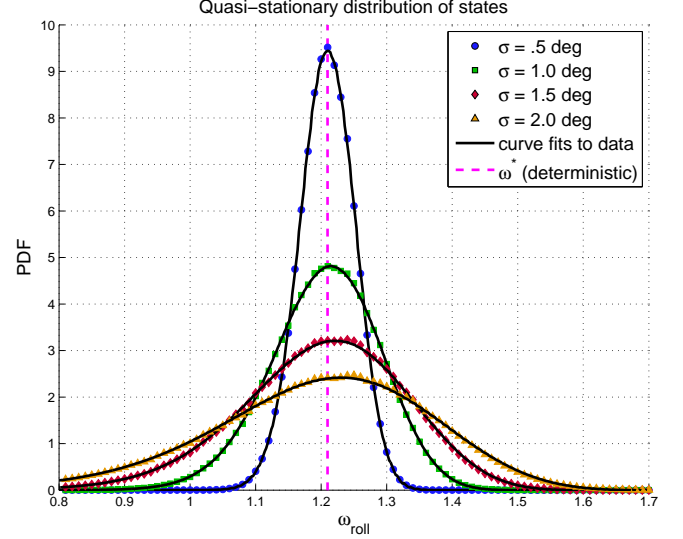 Quasi−stationary distribution of states
10
9
8
7
6
5
4
3
2
1
0
PDF
σ = .5 deg
σ = 1.0 deg
σ = 1.5 deg
σ = 2.0 deg
curve fits to data
ω* (deterministic)
0.8 0.9 1 1.1 1.2 1.3 1.4 1.5 1.6 1.7
ωroll